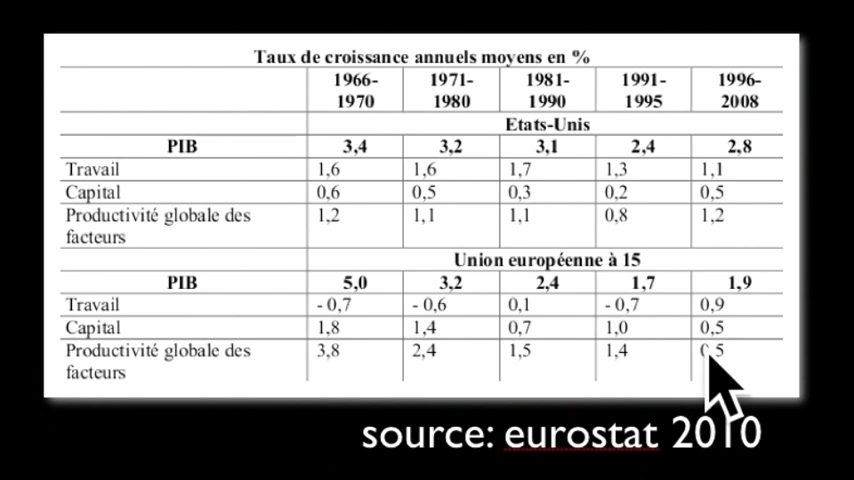 Taux de croissance annuels moyens en %
1966-1970 1971-1980 1981-1990 1991-1995 1996-2008
Etats-Unis
PIB 3,4 3,2 3,1 2,4 2,8
Travail 1,6 1,6 1,7 1,3 1,1
Capital 0,6 0,5 0,3 0,2 0,5
Productivité globale des facteurs 1,2 1,1 1,1 0,8 1,2
Union européenne à 15
PIB 5,0 3,2 2,4 1,7 1,9
Travail - 0,7 - 0,6 0,1 - 0,7 0,9
Capital 1,8 1,4 0,7 1,0 0,5
Productivité globale des facteurs 3,8 2,4 1,5 1,4 0,5
source: eurostat 2010